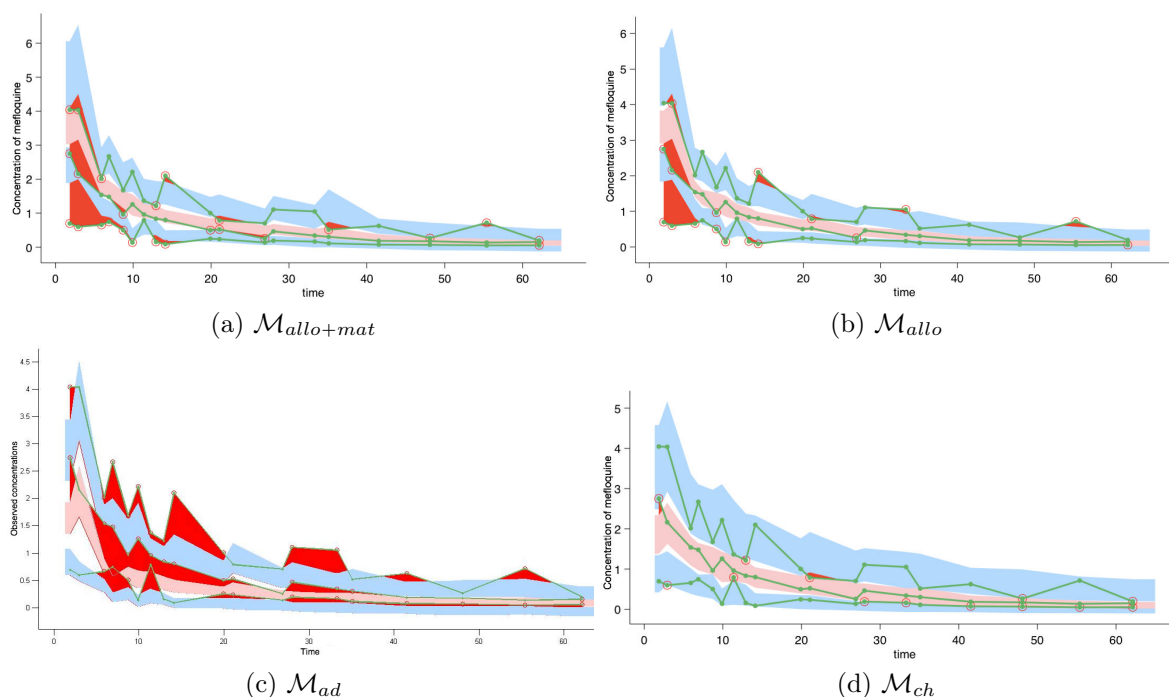 6
5
4
3
2
1
0
Concentration of mefloquine
0 10 20 30 40 50 60
time
(a) M_allo+mat
6
5
4
3
2
1
0
Concentration of mefloquine
0 10 20 30 40 50 60
time
(b) M_allo
4.5
4
3.5
3
2.5
2
1.5
1
0.5
0
Observed concentrations
0 10 20 30 40 50 60
Time
(c) M_ad
5
4
3
2
1
0
Concentration of mefloquine
0 10 20 30 40 50 60
time
(d) M_ch